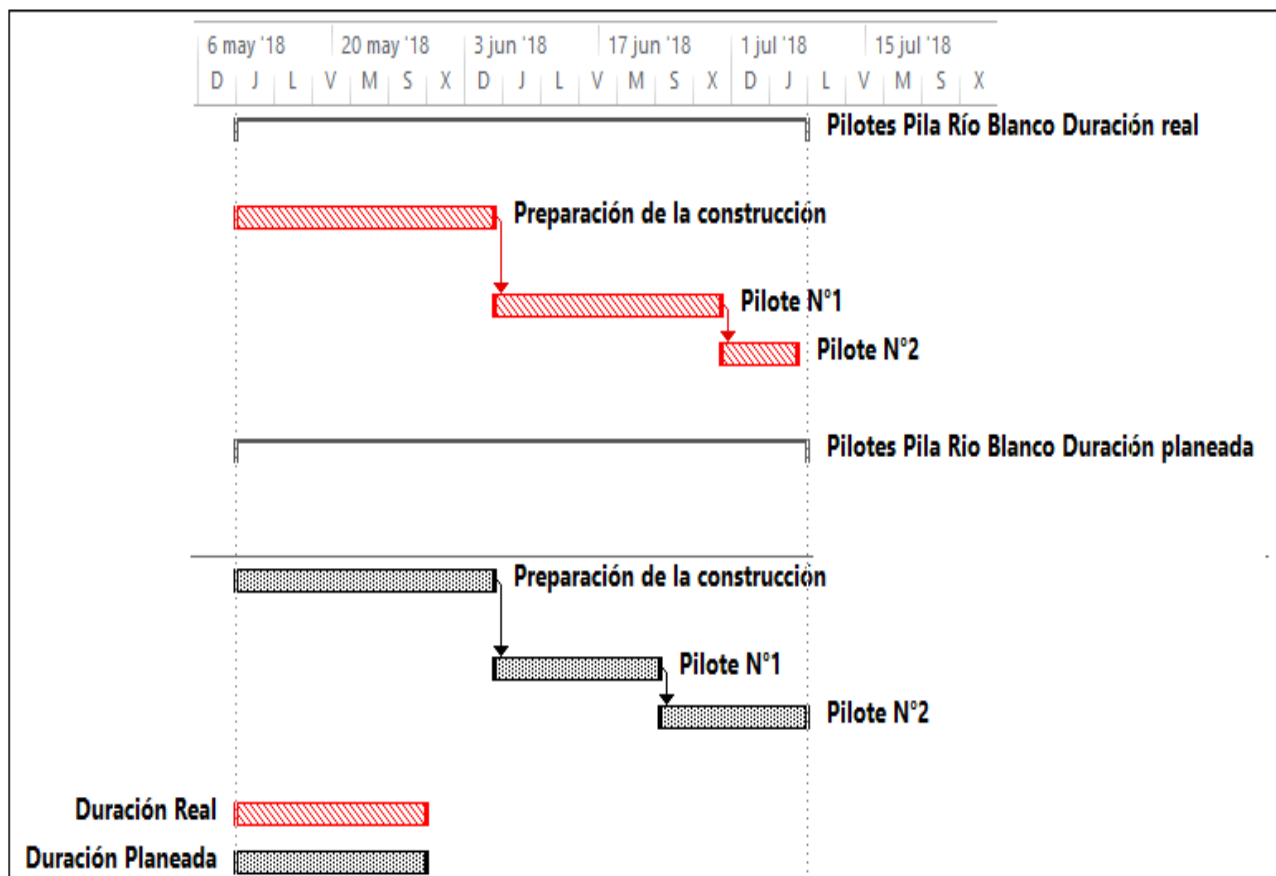 6 may '18 20 may '18 3 jun '18 17 jun '18 1 jul '18 15 jul '18
D J L V M S X D J L V M S X D J L V M S X
Pilotes Pila Río Blanco Duración real
Preparación de la construcción
Pilote N°1
Pilote N°2
Pilotes Pila Rio Blanco Duración planeada
Preparación de la construcción
Pilote N°1
Pilote N°2
Duración Real
Duración Planeada